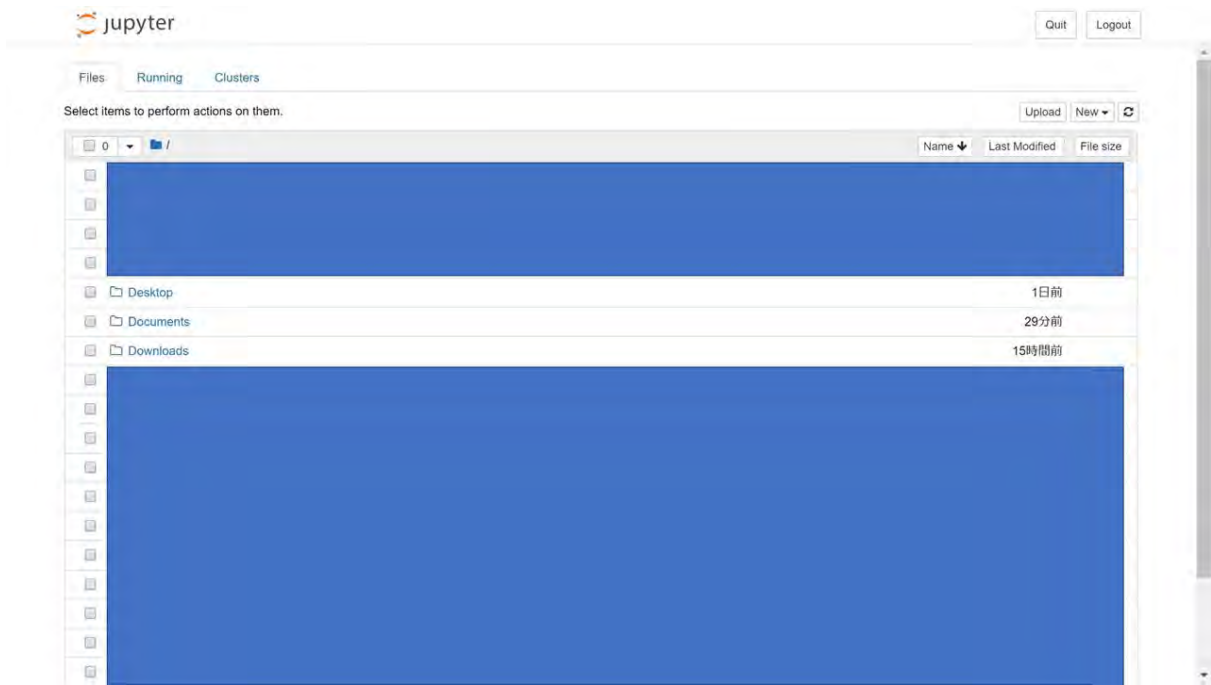 jupyter
Quit Logout
Files Running Clusters
Select items to perform actions on them.
Upload New
0 / Name Last Modified File size
Desktop 1日前
Documents 29分前
Downloads 15時間前